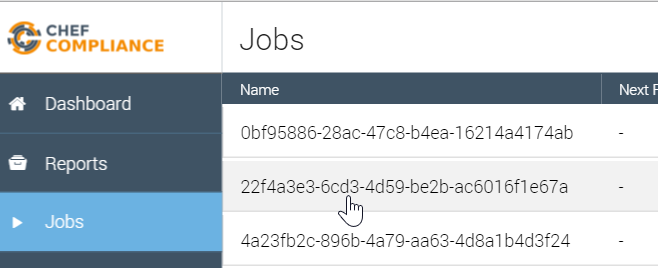 CHEF
COMPLIANCE
Jobs
Name
Next
Dashboard
0bf95886-28ac-47c8-b4ea-16214a4174ab -
Reports
22f4a3e3-6cd3-4d59-be2b-ac6016f1e67a -
Jobs
4a23fb2c-896b-4a79-aa63-4d8a1b4d3f24 -